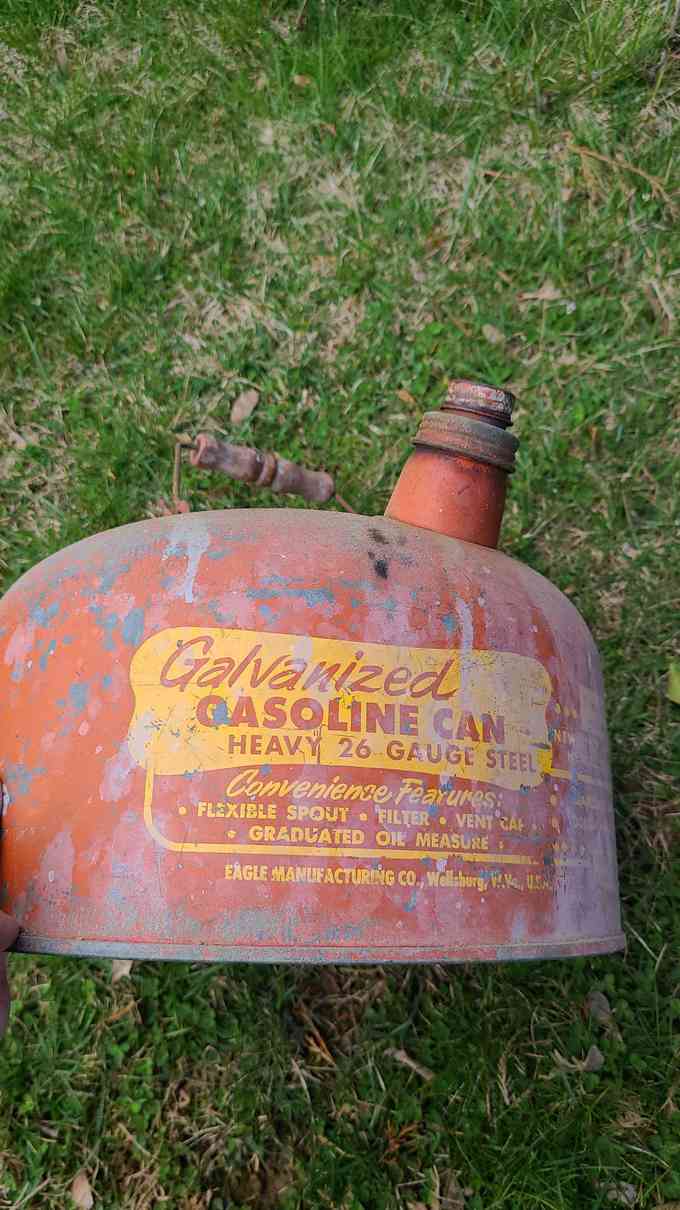 Galvanized
GASOLINE CAN
HEAVY 26 GAUGE STEEL
Convenience Features:
• FLEXIBLE SPOUT • FILTER • VENT CAP •
• GRADUATED OIL MEASURE •
EAGLE MANUFACTURING CO., Wellsburg, W.Va., U.S.A.